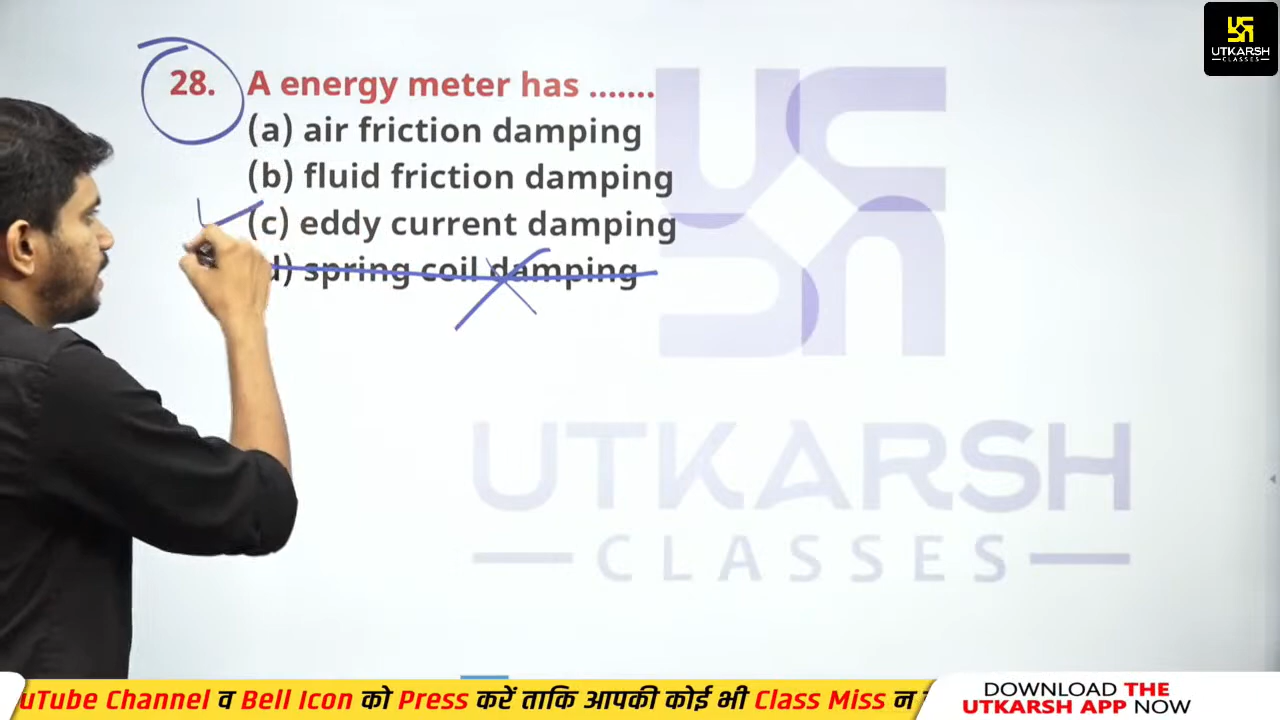 UTKARSH
CLASSES
28. A energy meter has .......
(a) air friction damping
(b) fluid friction damping
(c) eddy current damping
d) spring coil damping
UTKARSH
CLASSES
uTube Channel व Bell Icon को Press करें ताकि आपकी कोई भी Class Miss न
DOWNLOAD THE
UTKARSH APP NOW